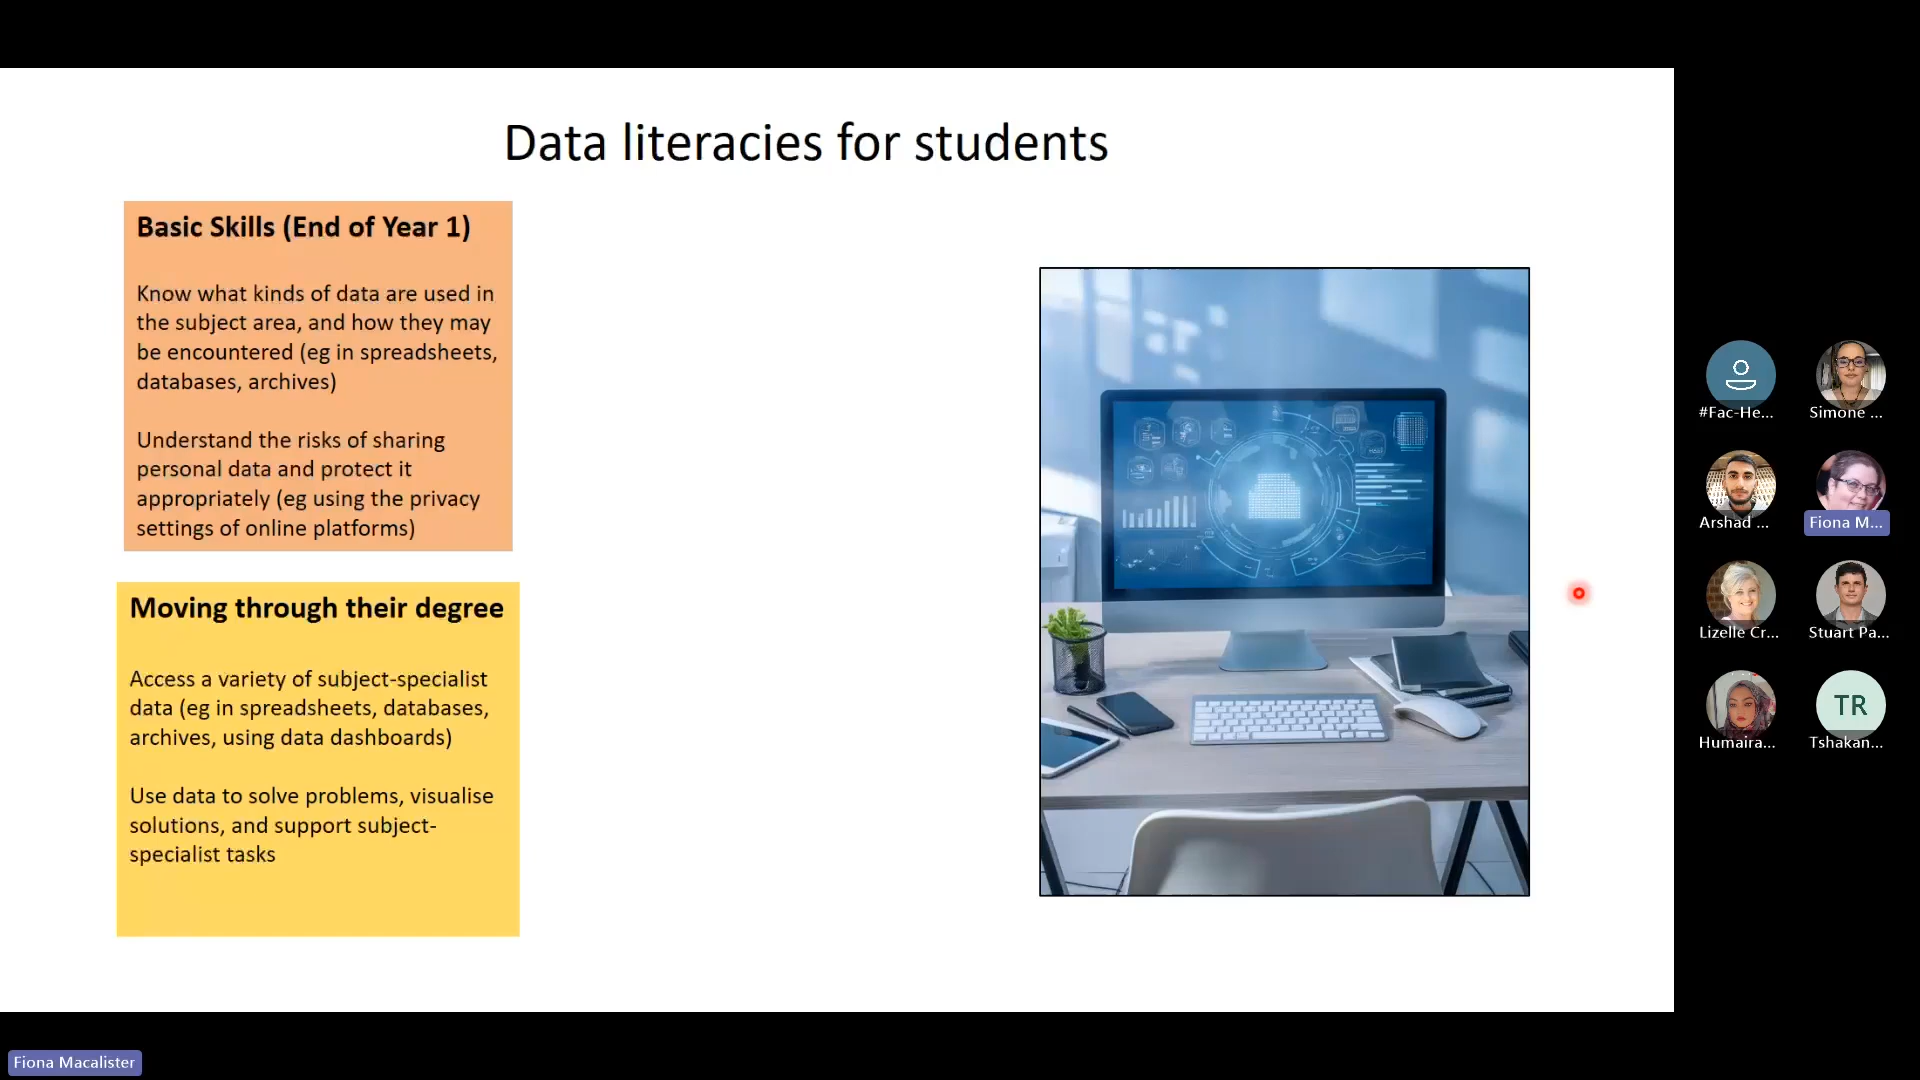 Data literacies for students
Basic Skills (End of Year 1)
Know what kinds of data are used in
the subject area, and how they may
be encountered (eg in spreadsheets,
databases, archives)
Understand the risks of sharing
personal data and protect it
appropriately (eg using the privacy
settings of online platforms)
Moving through their degree
Access a variety of subject-specialist
data (eg in spreadsheets, databases,
archives, using data dashboards)
Use data to solve problems, visualise
solutions, and support subject-
specialist tasks
#Fac-He...
Simone ...
Arshad ...
Fiona M...
Lizelle Cr...
Stuart Pa...
Humaira...
TR
Tshakan...
Fiona Macalister